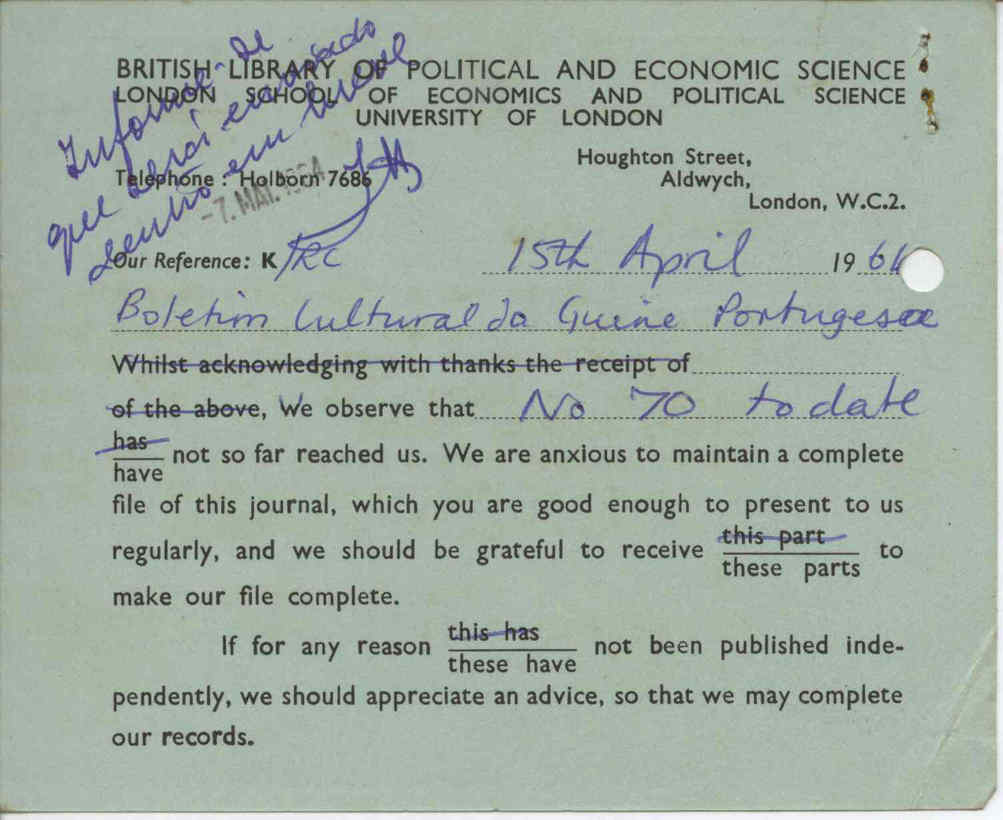 Informe-se
que será enviado
dentro em breve
BRITISH LIBRARY OF POLITICAL AND ECONOMIC SCIENCE
LONDON SCHOOL OF ECONOMICS AND POLITICAL SCIENCE
UNIVERSITY OF LONDON
Houghton Street,
Telephone : Holborn 7686
Aldwych,
-7. MAI. 1964
London, W.C.2.
Our Reference: K/PRC 15th April 1964
Boletim Cultural da Guine Portugesa
Whilst acknowledging with thanks the receipt of
of the above, We observe that No 70 to date
has
have not so far reached us. We are anxious to maintain a complete
file of this journal, which you are good enough to present to us
regularly, and we should be grateful to receive this part
these parts to
make our file complete.
If for any reason this has
these have not been published inde-
pendently, we should appreciate an advice, so that we may complete
our records.